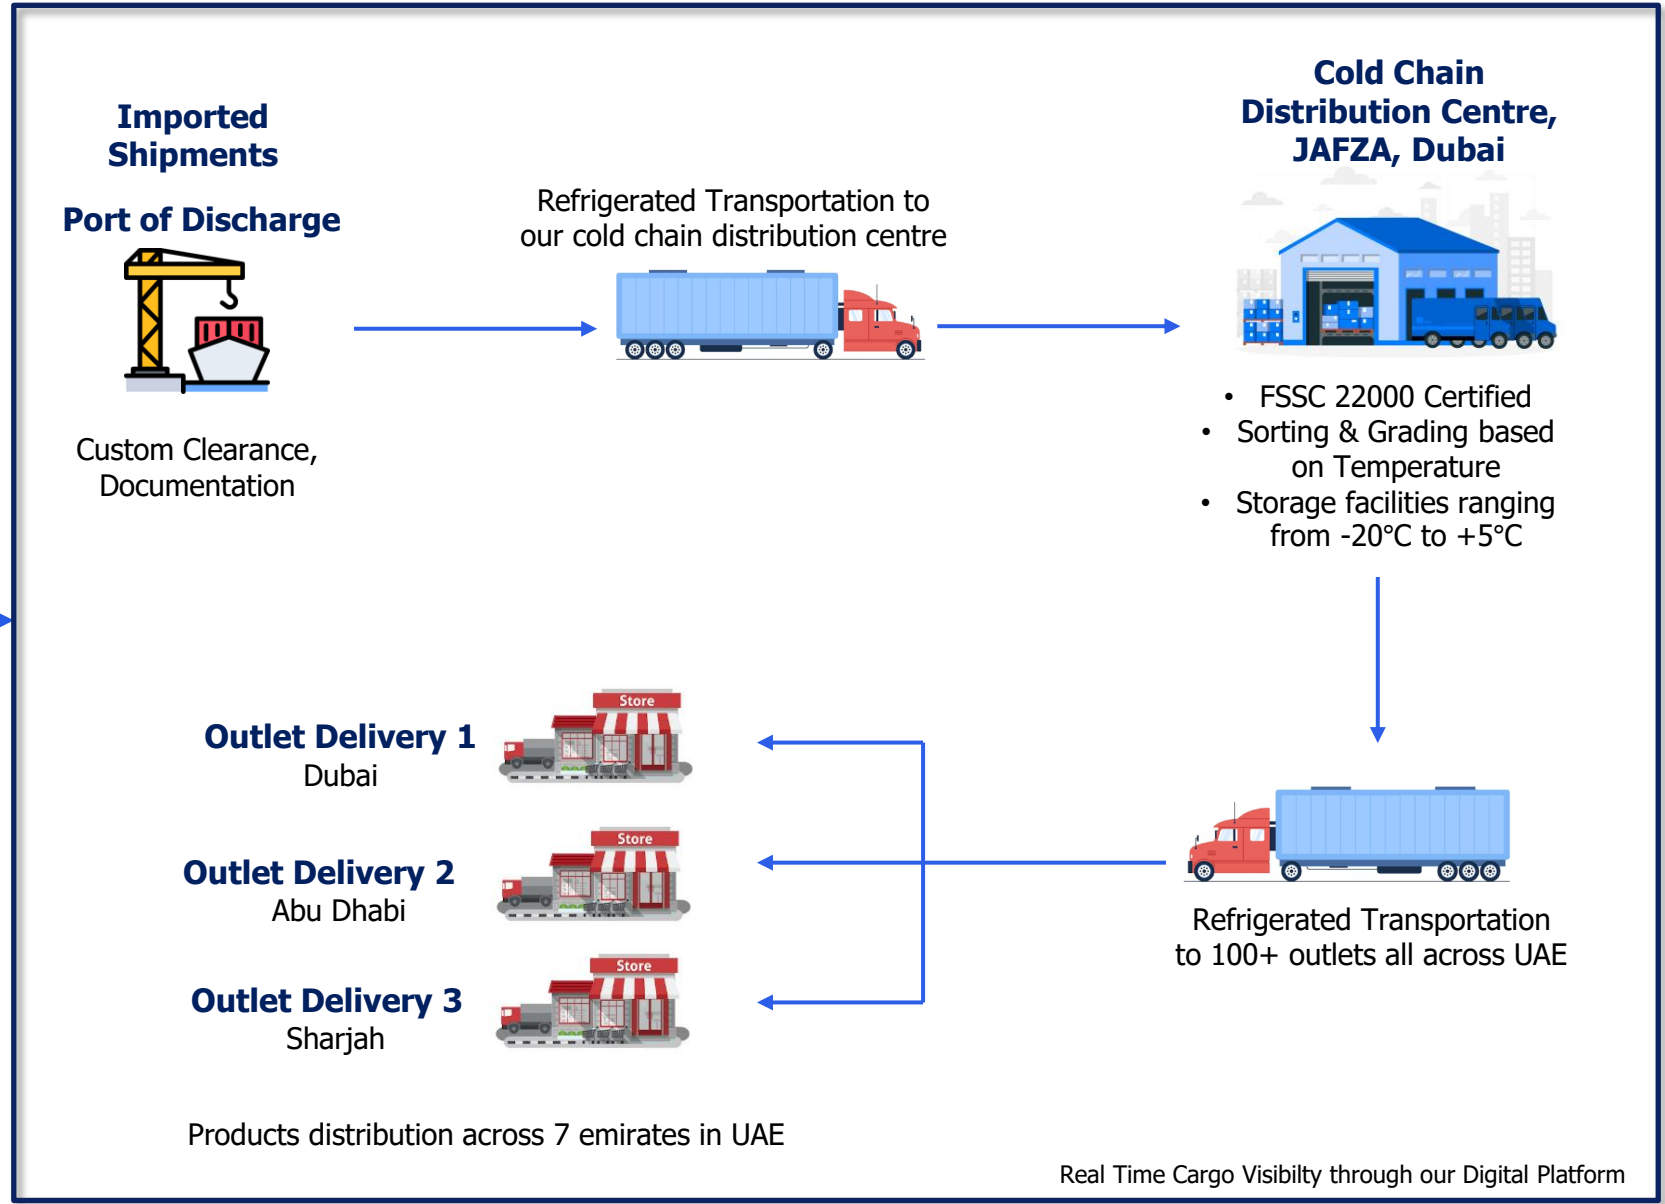 Imported
Shipments
Port of Discharge
Custom Clearance,
Documentation
Refrigerated Transportation to
our cold chain distribution centre
Cold Chain
Distribution Centre,
JAFZA, Dubai
• FSSC 22000 Certified
• Sorting & Grading based
on Temperature
• Storage facilities ranging
from -20°C to +5°C
Refrigerated Transportation
to 100+ outlets all across UAE
Store
Outlet Delivery 1
Dubai
Store
Outlet Delivery 2
Abu Dhabi
Store
Outlet Delivery 3
Sharjah
Products distribution across 7 emirates in UAE
Real Time Cargo Visibilty through our Digital Platform